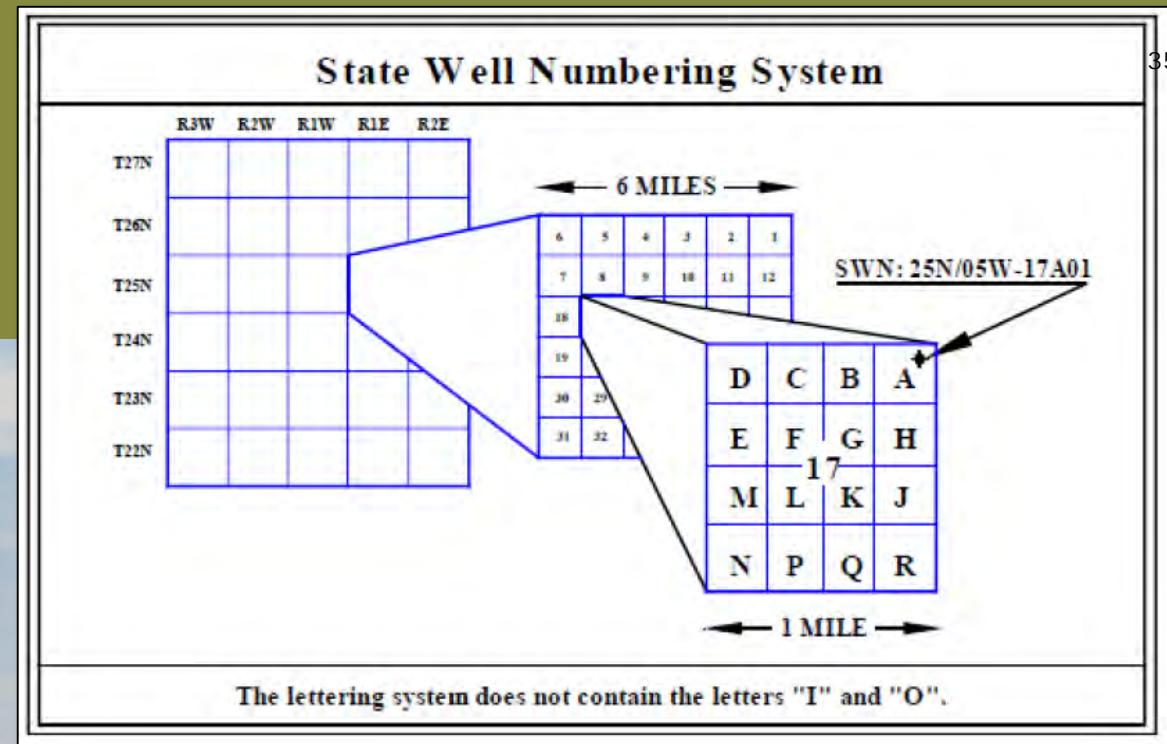 State Well Numbering System
35
R3W R2W R1W R1E R2E
T27N
T26N
T25N
T24N
T23N
T22N
6 MILES
6 5 4 3 2 1
7 8 9 10 11 12
18
19
30 29
31 32
SWN: 25N/05W-17A01
D C B A
E F G H
17
M L K J
N P Q R
1 MILE
The lettering system does not contain the letters "I" and "O".